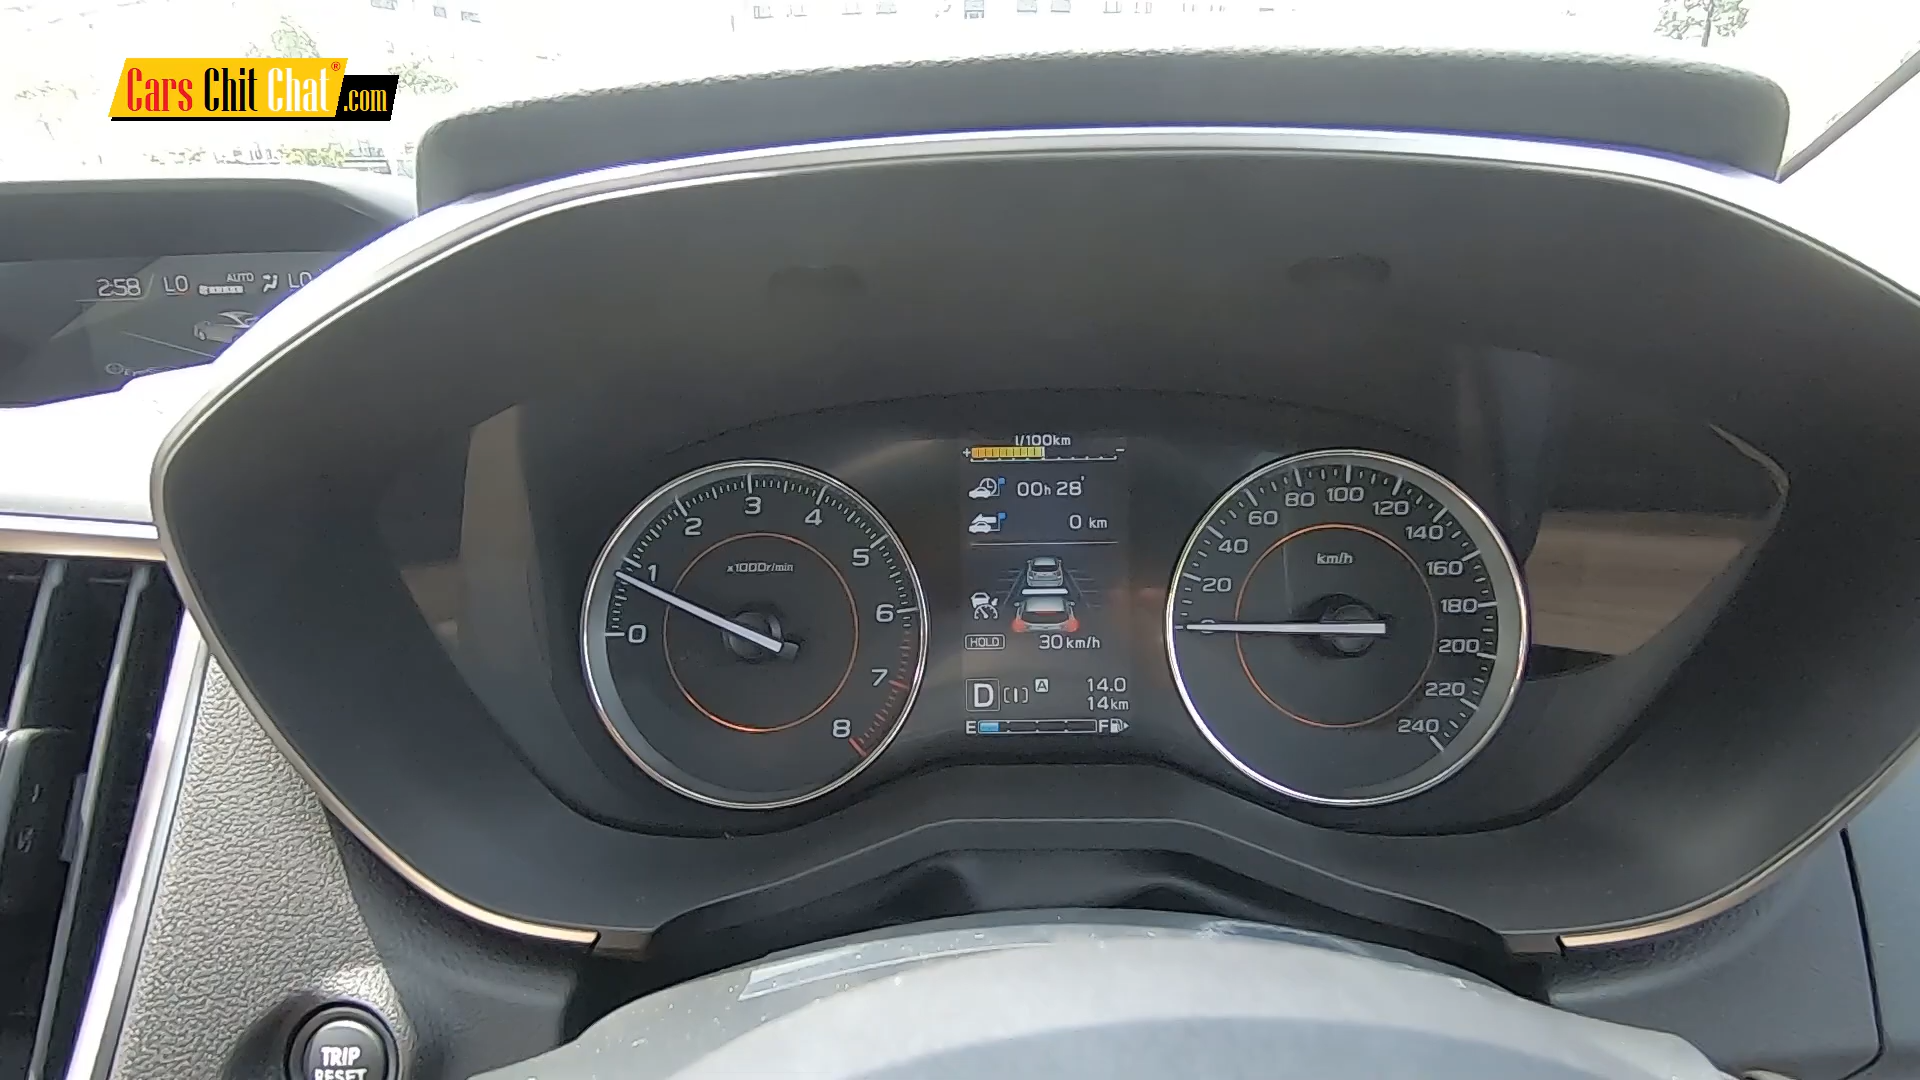 Cars Chit Chat® .com
2:58 LO AUTO LO
l/100km
+ -
00h 28'
0 km
HOLD 30km/h
D [I] A 14.0
14km
E F
0 1 2 3 4 5 6 7 8
x1000r/min
20 40 60 80 100 120 140 160 180 200 220 240
km/h
TRIP
RESET